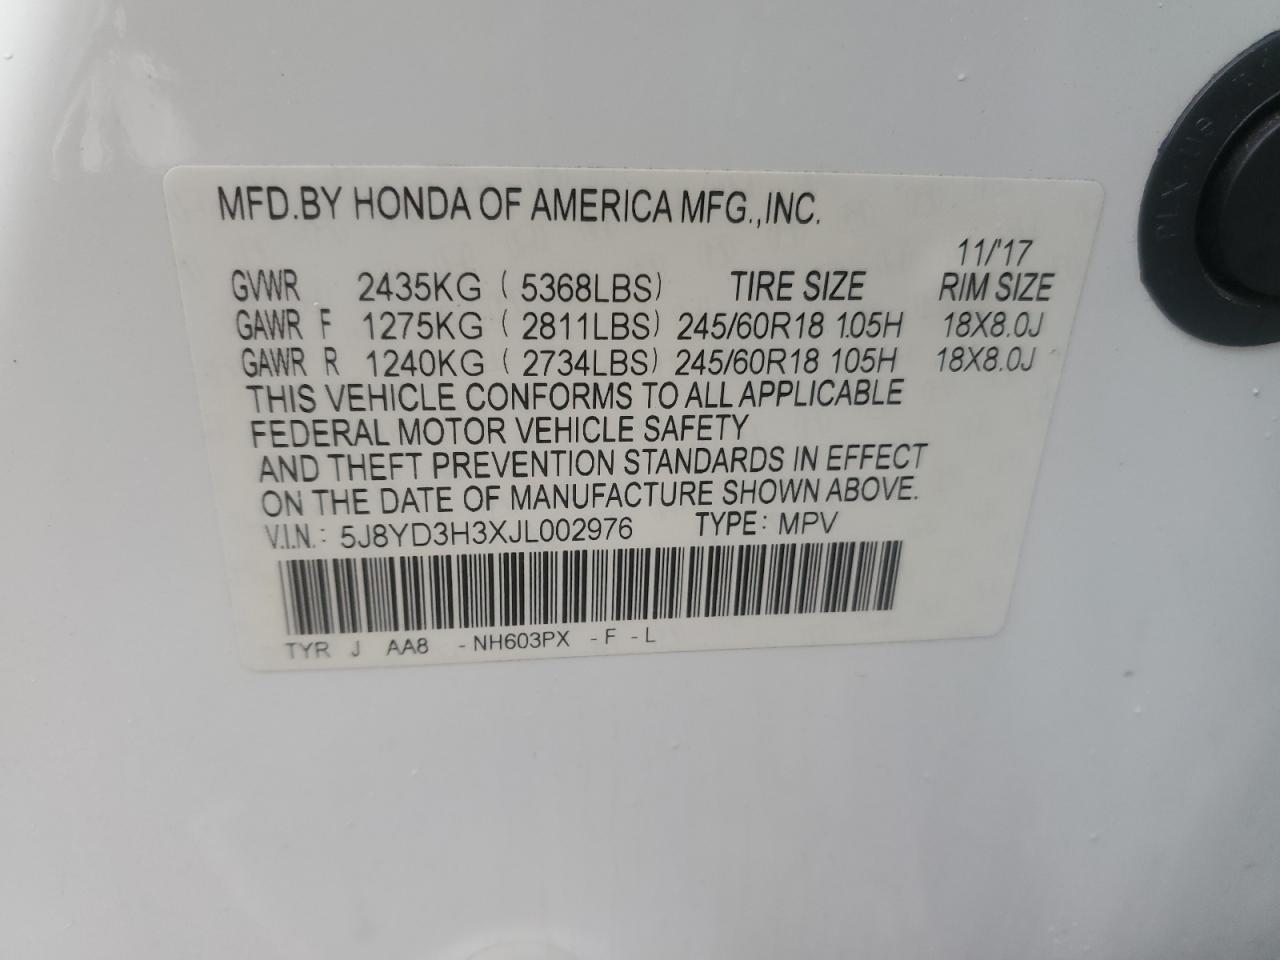 MFD.BY HONDA OF AMERICA MFG.,INC.
11/'17
GVWR 2435KG ( 5368LBS) TIRE SIZE RIM SIZE
GAWR F 1275KG ( 2811LBS) 245/60R18 105H 18X8.0J
GAWR R 1240KG ( 2734LBS) 245/60R18 105H 18X8.0J
THIS VEHICLE CONFORMS TO ALL APPLICABLE
FEDERAL MOTOR VEHICLE SAFETY
AND THEFT PREVENTION STANDARDS IN EFFECT
ON THE DATE OF MANUFACTURE SHOWN ABOVE.
V.I.N.: 5J8YD3H3XJL002976 TYPE: MPV
TYR J AA8 -NH603PX -F -L